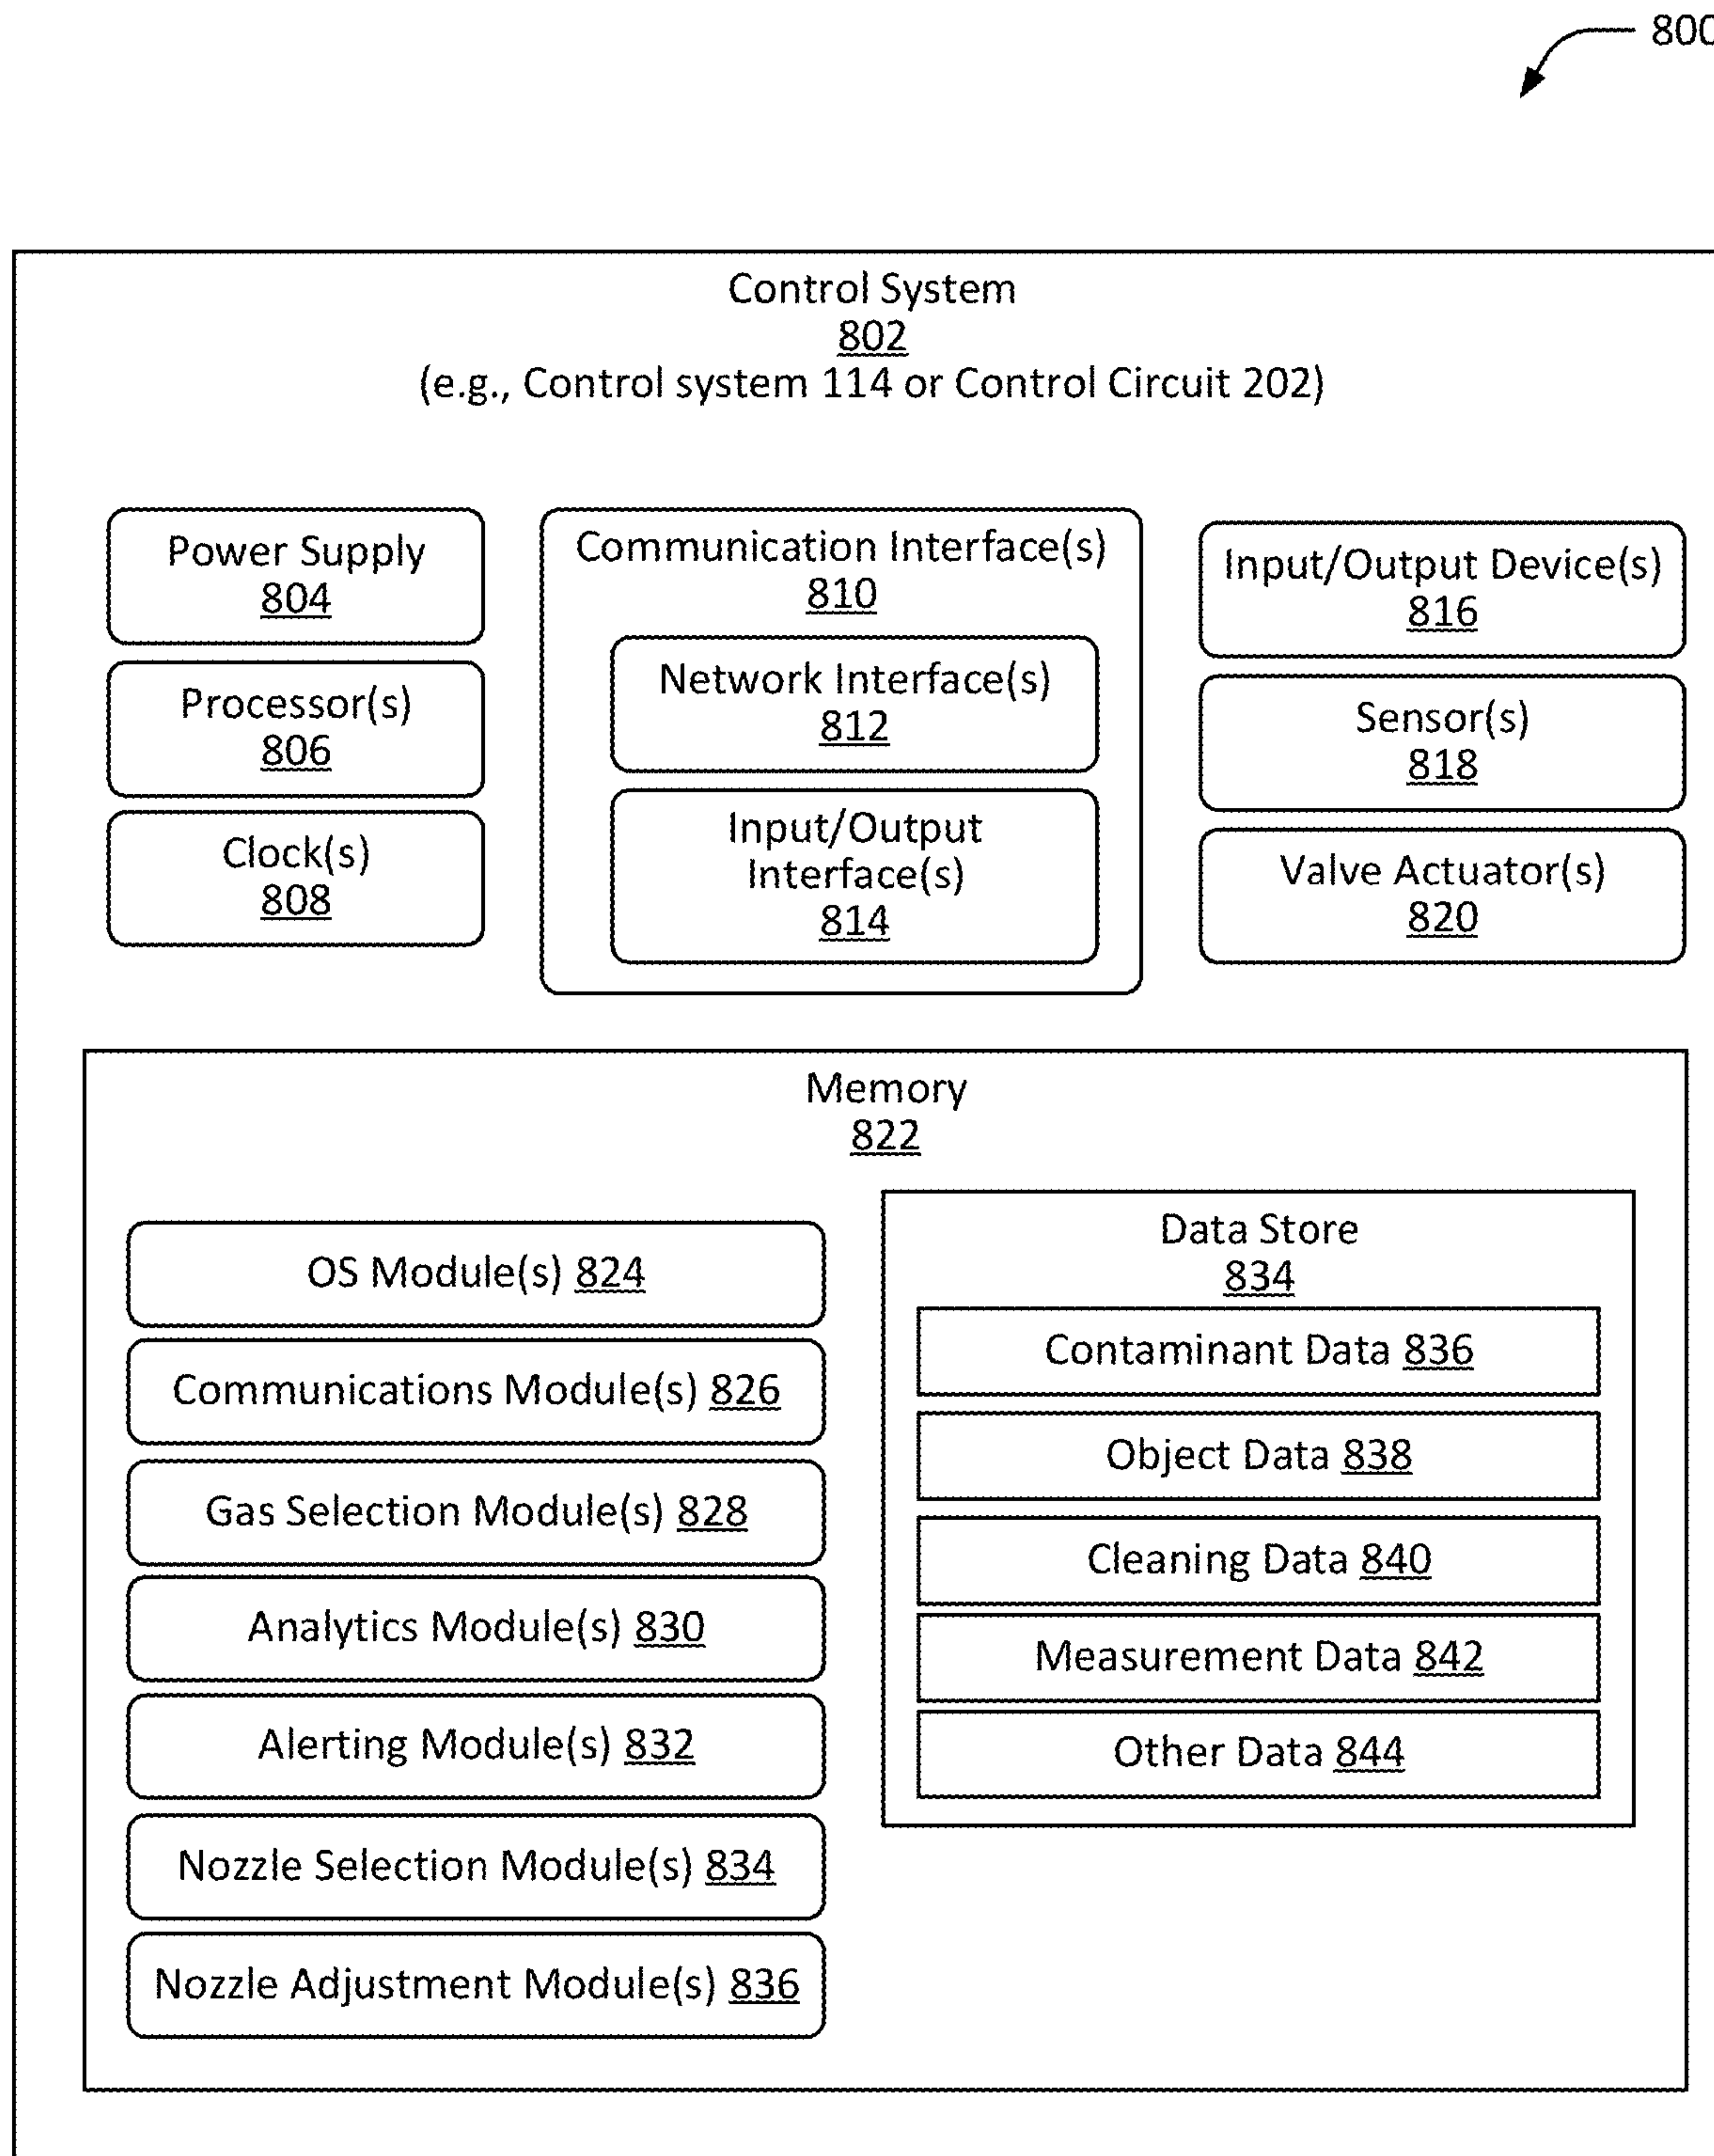 800
Control System
802
(e.g., Control system 114 or Control Circuit 202)
Power Supply
804
Processor(s)
806
Clock(s)
808
Communication Interface(s)
810
Network Interface(s)
812
Input/Output
Interface(s)
814
Input/Output Device(s)
816
Sensor(s)
818
Valve Actuator(s)
820
Memory
822
OS Module(s) 824
Communications Module(s) 826
Gas Selection Module(s) 828
Analytics Module(s) 830
Alerting Module(s) 832
Nozzle Selection Module(s) 834
Nozzle Adjustment Module(s) 836
Data Store
834
Contaminant Data 836
Object Data 838
Cleaning Data 840
Measurement Data 842
Other Data 844